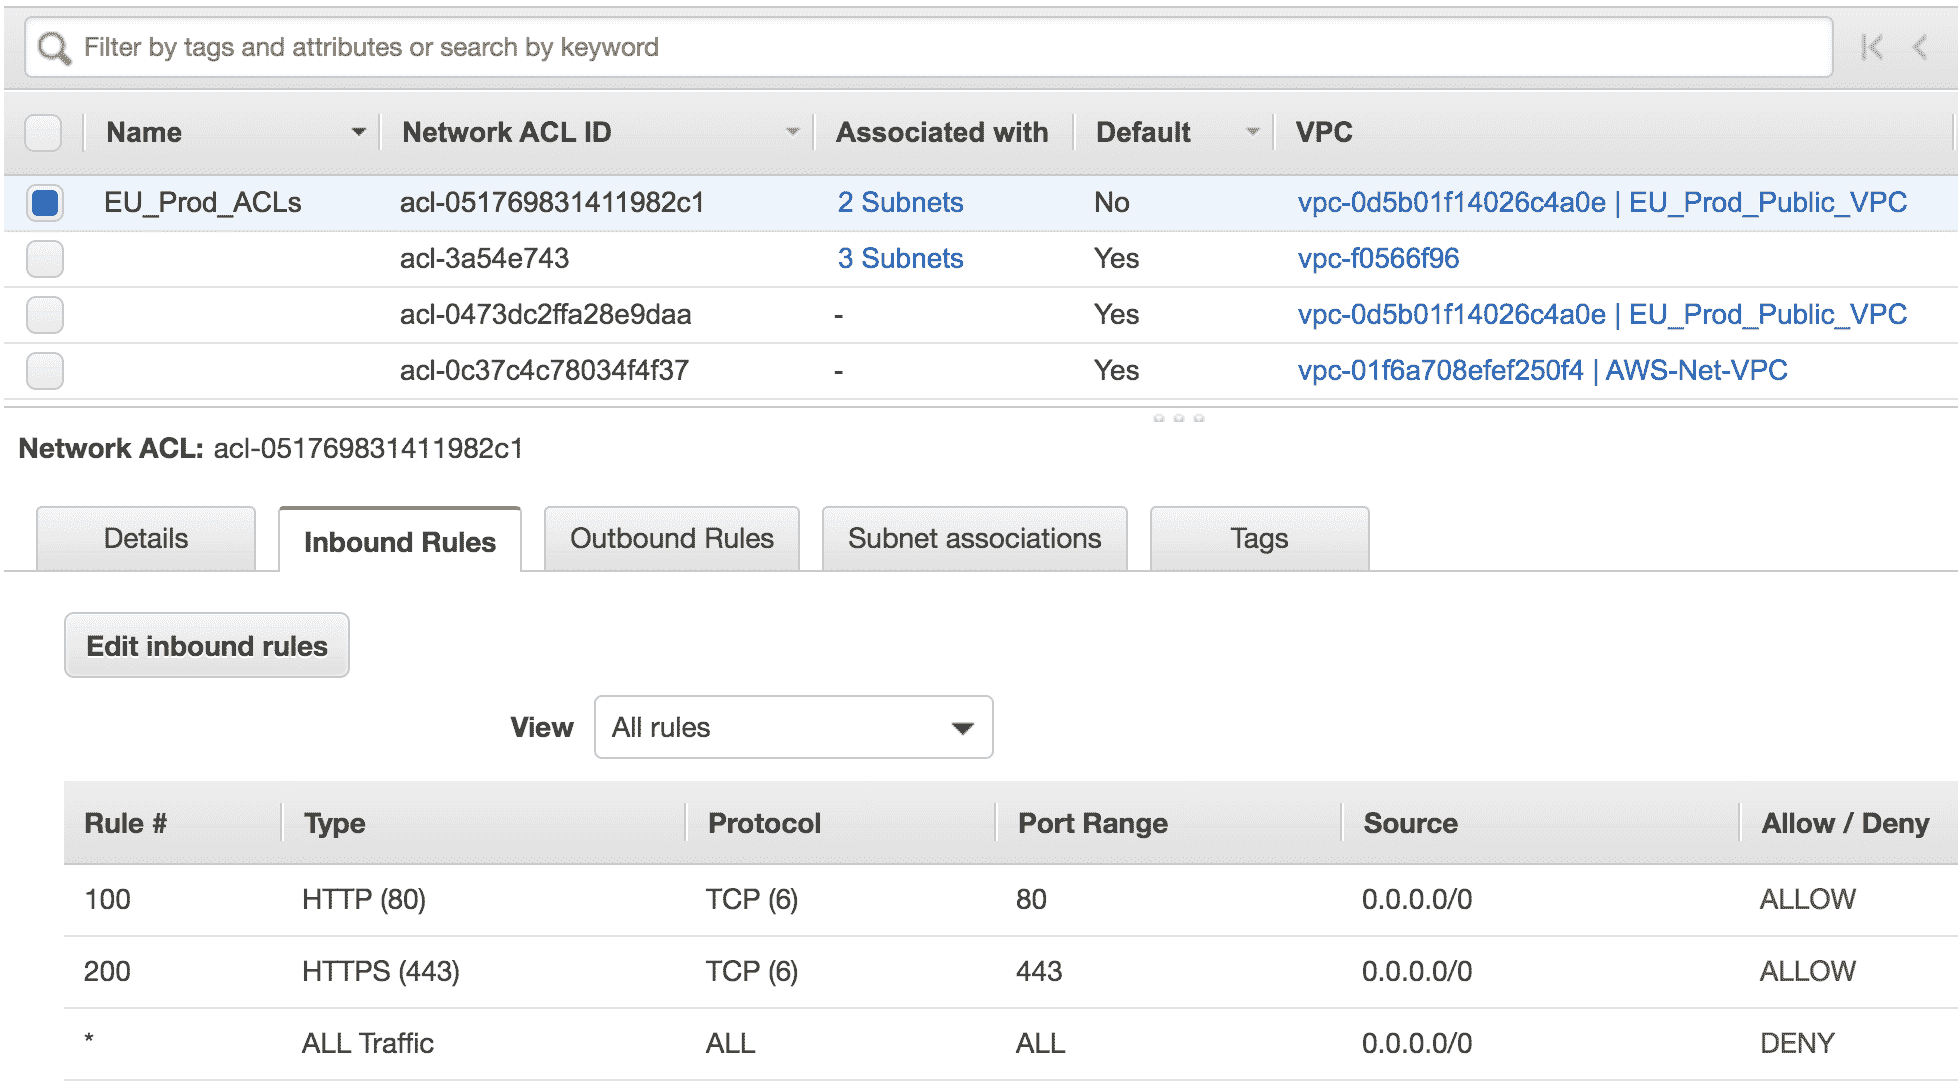 Filter by tags and attributes or search by keyword
Name Network ACL ID Associated with Default VPC
EU_Prod_ACLs acl-051769831411982c1 2 Subnets No vpc-0d5b01f14026c4a0e | EU_Prod_Public_VPC
acl-3a54e743 3 Subnets Yes vpc-f0566f96
acl-0473dc2ffa28e9daa - Yes vpc-0d5b01f14026c4a0e | EU_Prod_Public_VPC
acl-0c37c4c78034f4f37 - Yes vpc-01f6a708efef250f4 | AWS-Net-VPC
Network ACL: acl-051769831411982c1
Details Inbound Rules Outbound Rules Subnet associations Tags
Edit inbound rules
View All rules
Rule # Type Protocol Port Range Source Allow / Deny
100 HTTP (80) TCP (6) 80 0.0.0.0/0 ALLOW
200 HTTPS (443) TCP (6) 443 0.0.0.0/0 ALLOW
* ALL Traffic ALL ALL 0.0.0.0/0 DENY